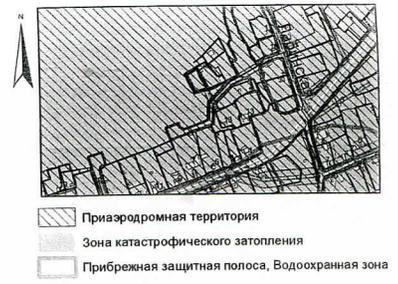 N
Приаэродромная территория
Зона катастрофического затопления
Прибрежная защитная полоса, Водоохранная зона